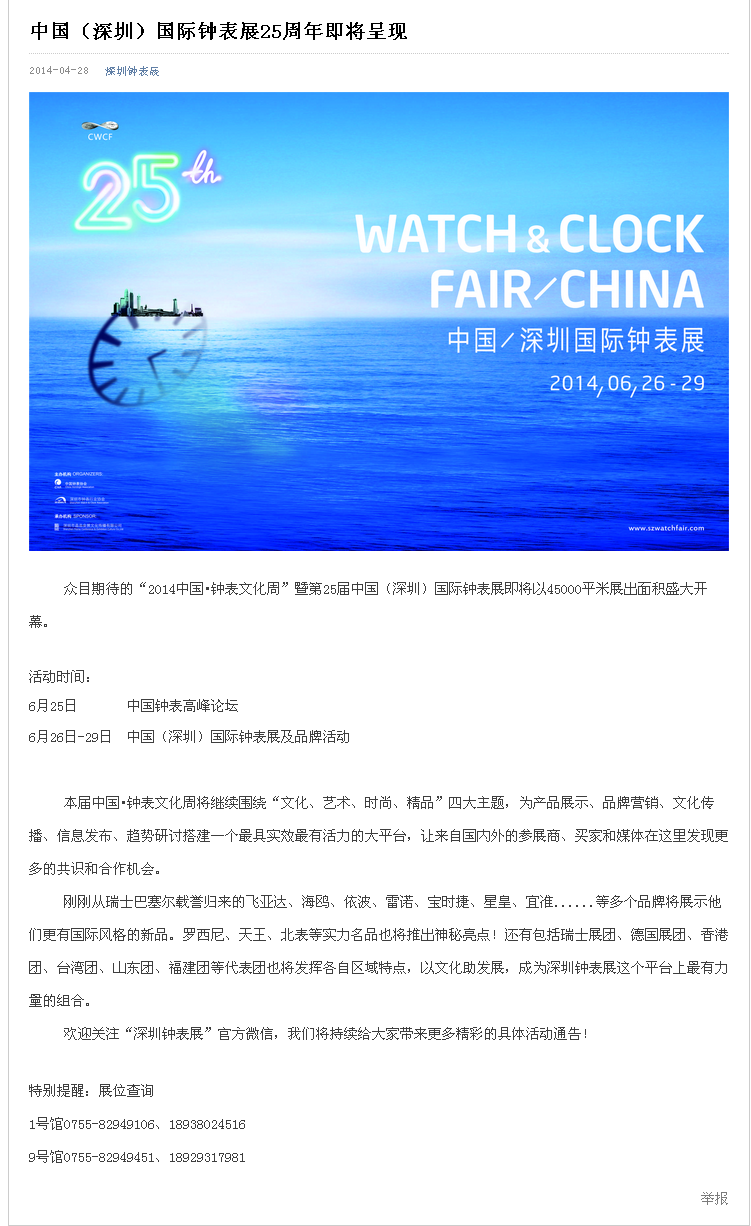 中国（深圳）国际钟表展25周年即将呈现
2014-04-28 深圳钟表展
CWCF
25th
WATCH & CLOCK
FAIR/CHINA
中国/深圳国际钟表展
2014, 06, 26 - 29
主办机构 ORGANIZERS:
承办机构 SPONSOR:
www.szwatchfair.com
众目期待的“2014中国•钟表文化周”暨第25届中国（深圳）国际钟表展即将以45000平米展出面积盛大开
幕。
活动时间：
6月25日 中国钟表高峰论坛
6月26日-29日 中国（深圳）国际钟表展及品牌活动
本届中国•钟表文化周将继续围绕“文化、艺术、时尚、精品”四大主题，为产品展示、品牌营销、文化传
播、信息发布、趋势研讨搭建一个最具实效最有活力的大平台，让来自国内外的参展商、买家和媒体在这里发现更
多的共识和合作机会。
刚刚从瑞士巴塞尔载誉归来的飞亚达、海鸥、依波、雷诺、宝时捷、星皇、宜准......等多个品牌将展示他
们更有国际风格的新品。罗西尼、天王、北表等实力名品也将推出神秘亮点！还有包括瑞士展团、德国展团、香港
团、台湾团、山东团、福建团等代表团也将发挥各自区域特点，以文化助发展，成为深圳钟表展这个平台上最有力
量的组合。
欢迎关注“深圳钟表展”官方微信，我们将持续给大家带来更多精彩的具体活动通告！
特别提醒：展位查询
1号馆0755-82949106、18938024516
9号馆0755-82949451、18929317981
举报